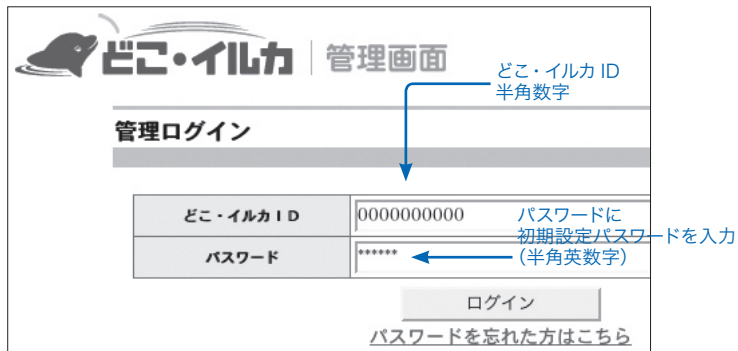 どこ・イルカ 管理画面
どこ・イルカ ID
半角数字
管理ログイン
どこ・イルカID 0000000000
パスワードに
初期設定パスワードを入力
(半角英数字)
パスワード ******
ログイン
パスワードを忘れた方はこちら